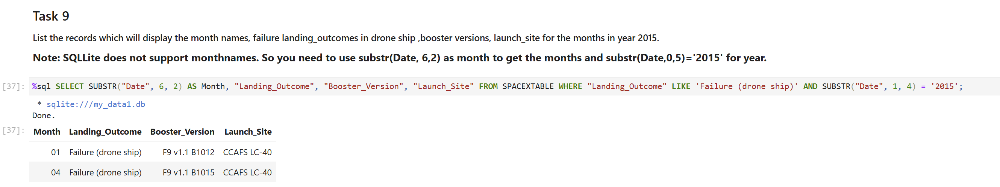 Task 9
List the records which will display the month names, failure landing_outcomes in drone ship ,booster versions, launch_site for the months in year 2015.
Note: SQLLite does not support monthnames. So you need to use substr(Date, 6,2) as month to get the months and substr(Date,0,5)='2015' for year.
[37]: %sql SELECT SUBSTR("Date", 6, 2) AS Month, "Landing_Outcome", "Booster_Version", "Launch_Site" FROM SPACEXTABLE WHERE "Landing_Outcome" LIKE 'Failure (drone ship)' AND SUBSTR("Date", 1, 4) = '2015';
* sqlite:///my_data1.db
Done.
[37]: Month Landing_Outcome Booster_Version Launch_Site
01 Failure (drone ship) F9 v1.1 B1012 CCAFS LC-40
04 Failure (drone ship) F9 v1.1 B1015 CCAFS LC-40